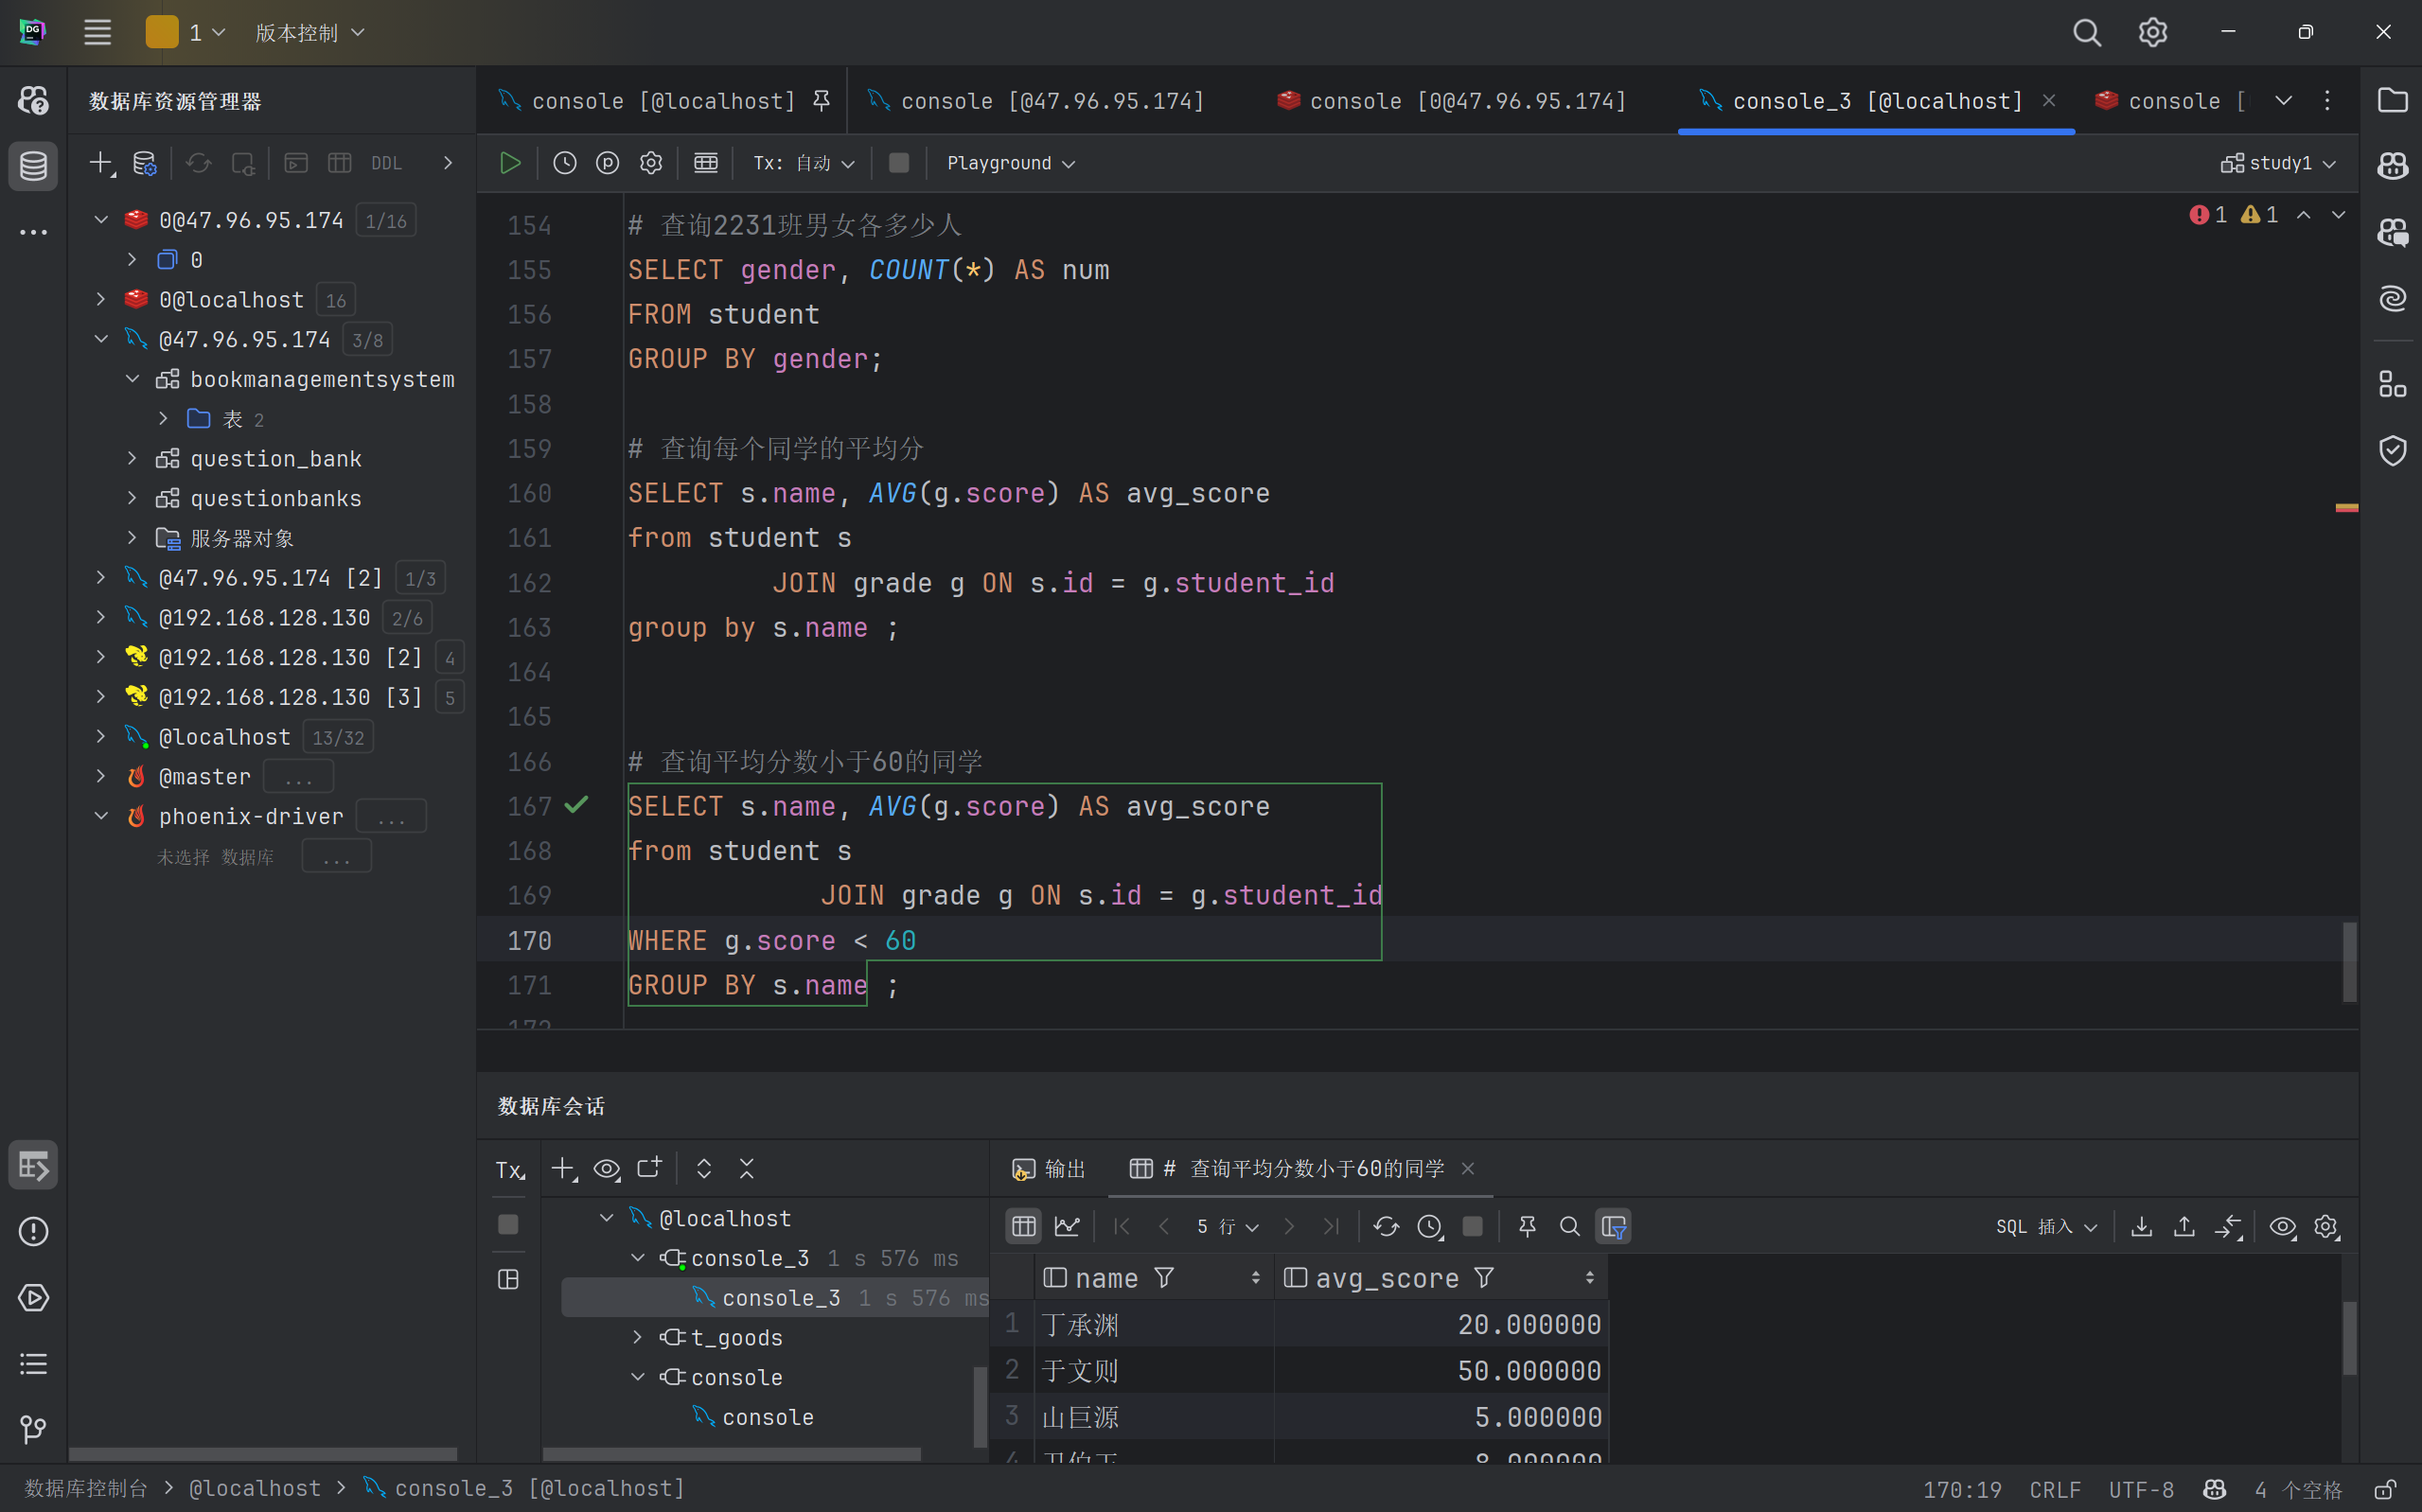 DG 1 版本控制
数据库资源管理器
console [@localhost] console [@47.96.95.174] console [0@47.96.95.174] console_3 [@localhost] console [
DDL
Tx: 自动 Playground study1
0@47.96.95.174 1/16
0
0@localhost 16
@47.96.95.174 3/8
bookmanagementsystem
表 2
question_bank
questionbanks
服务器对象
@47.96.95.174 [2] 1/3
@192.168.128.130 2/6
@192.168.128.130 [2] 4
@192.168.128.130 [3] 5
@localhost 13/32
@master ...
phoenix-driver ...
未选择 数据库 ...
1 1
154 # 查询2231班男女各多少人
155 SELECT gender, COUNT(*) AS num
156 FROM student
157 GROUP BY gender;
158
159 # 查询每个同学的平均分
160 SELECT s.name, AVG(g.score) AS avg_score
161 from student s
162 JOIN grade g ON s.id = g.student_id
163 group by s.name ;
164
165
166 # 查询平均分数小于60的同学
167 SELECT s.name, AVG(g.score) AS avg_score
168 from student s
169 JOIN grade g ON s.id = g.student_id
170 WHERE g.score < 60
171 GROUP BY s.name ;
数据库会话
Tx
@localhost
console_3 1 s 576 ms
console_3 1 s 576 ms
t_goods
console
console
输出 # 查询平均分数小于60的同学
5 行 SQL 插入
name avg_score
1 丁承渊 20.000000
2 于文则 50.000000
3 山巨源 5.000000
数据库控制台 > @localhost > console_3 [@localhost]
170:19 CRLF UTF-8 4 个空格